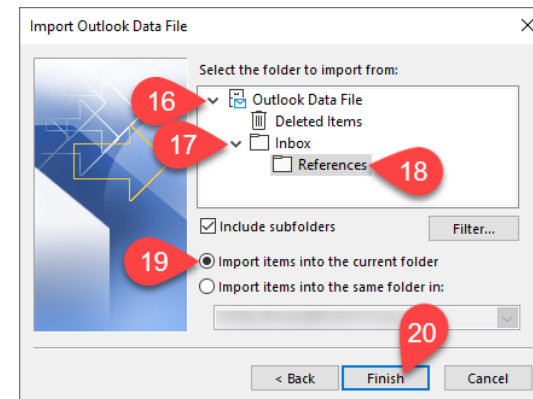 Import Outlook Data File
Select the folder to import from:
16
Outlook Data File
Deleted Items
17
Inbox
References
18
Include subfolders
Filter...
19
Import items into the current folder
Import items into the same folder in:
20
< Back
Finish
Cancel